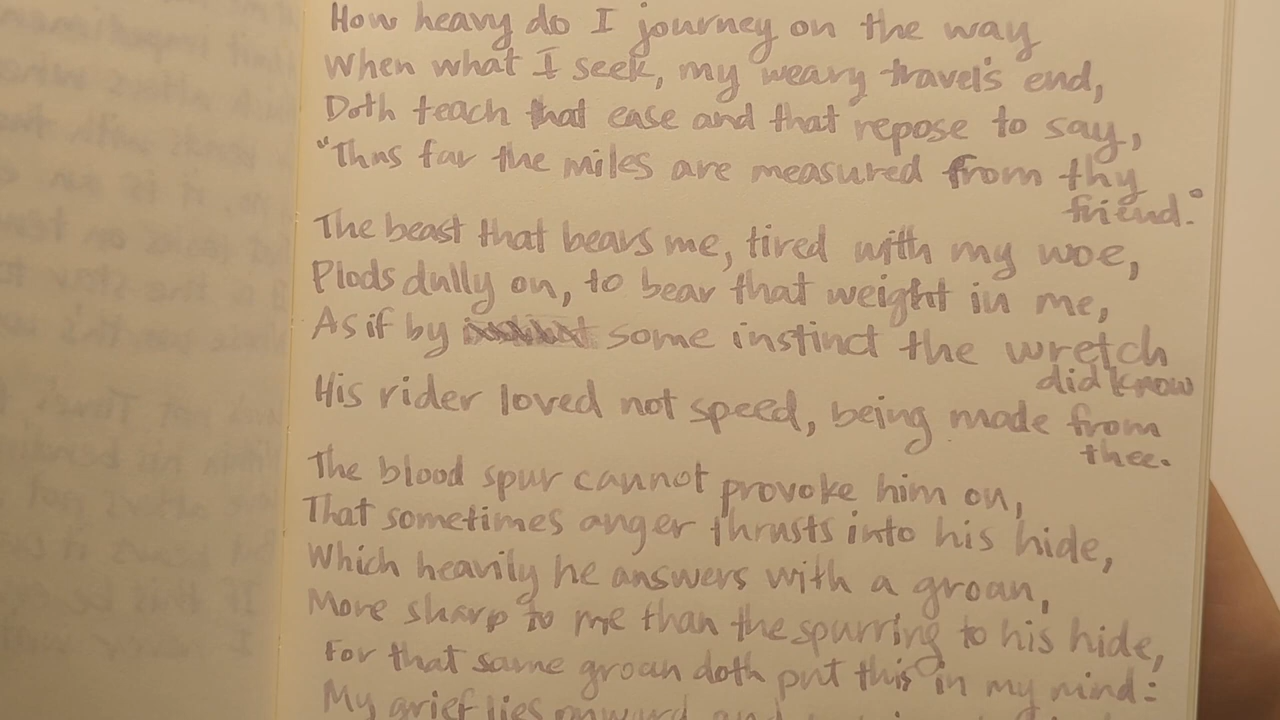 How heavy do I journey on the way
When what I seek, my weary travel's end,
Doth teach that ease and that repose to say,
"Thus far the miles are measured from thy
friend."
The beast that bears me, tired with my woe,
Plods dully on, to bear that weight in me,
As if by some instinct the wretch
did know
His rider loved not speed, being made from
thee.
The blood spur cannot provoke him on,
That sometimes anger thrusts into his hide,
Which heavily he answers with a groan,
More sharp to me than the spurring to his hide,
For that same groan doth put this in my mind:
My grief lies onward and